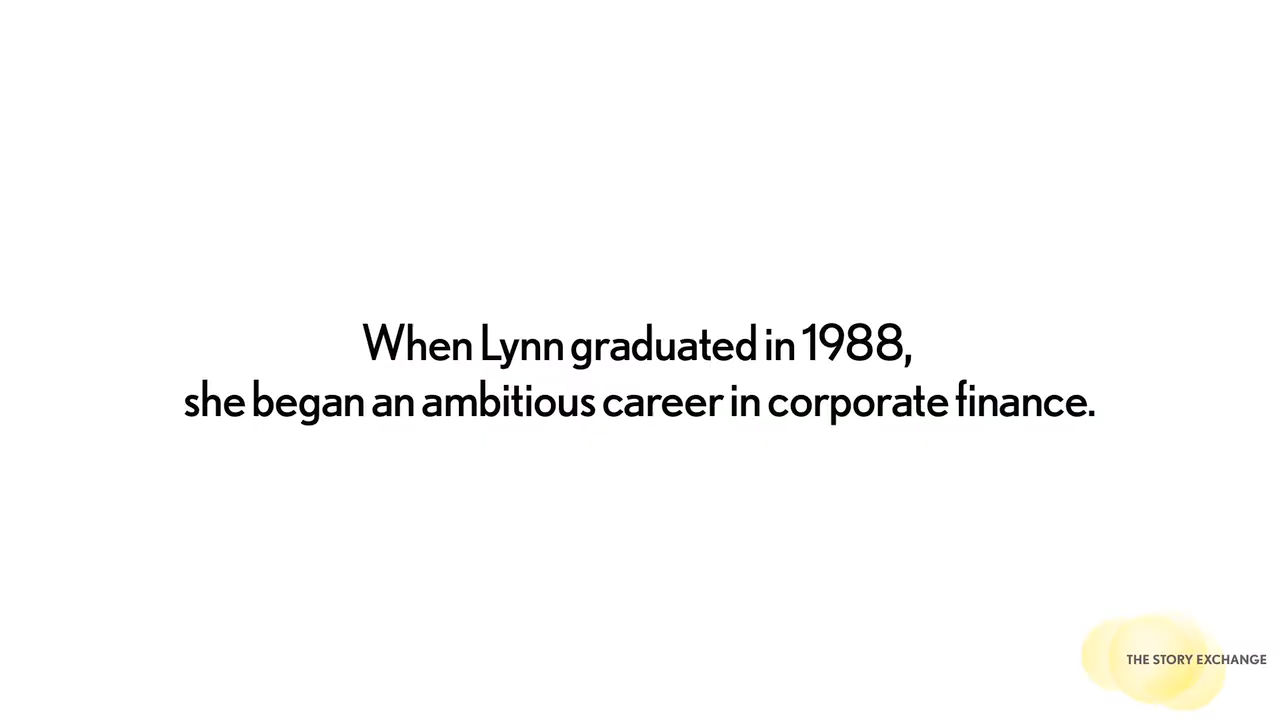 When Lynn graduated in 1988,
she began an ambitious career in corporate finance.
THE STORY EXCHANGE